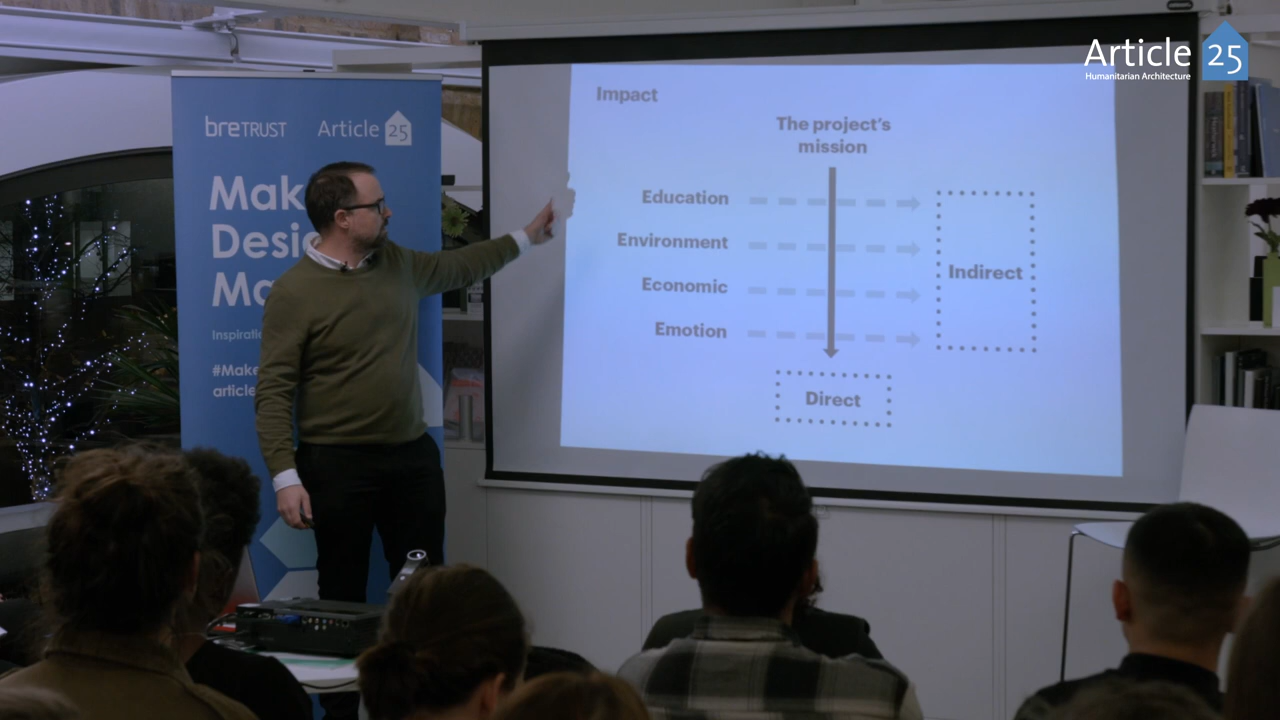 Article 25
Humanitarian Architecture
breTRUST
Article 25
Mak
Desi
Ma
Inspiratio
#Make
article
Impact
The project's
mission
Education
Environment
Economic
Emotion
Indirect
Direct